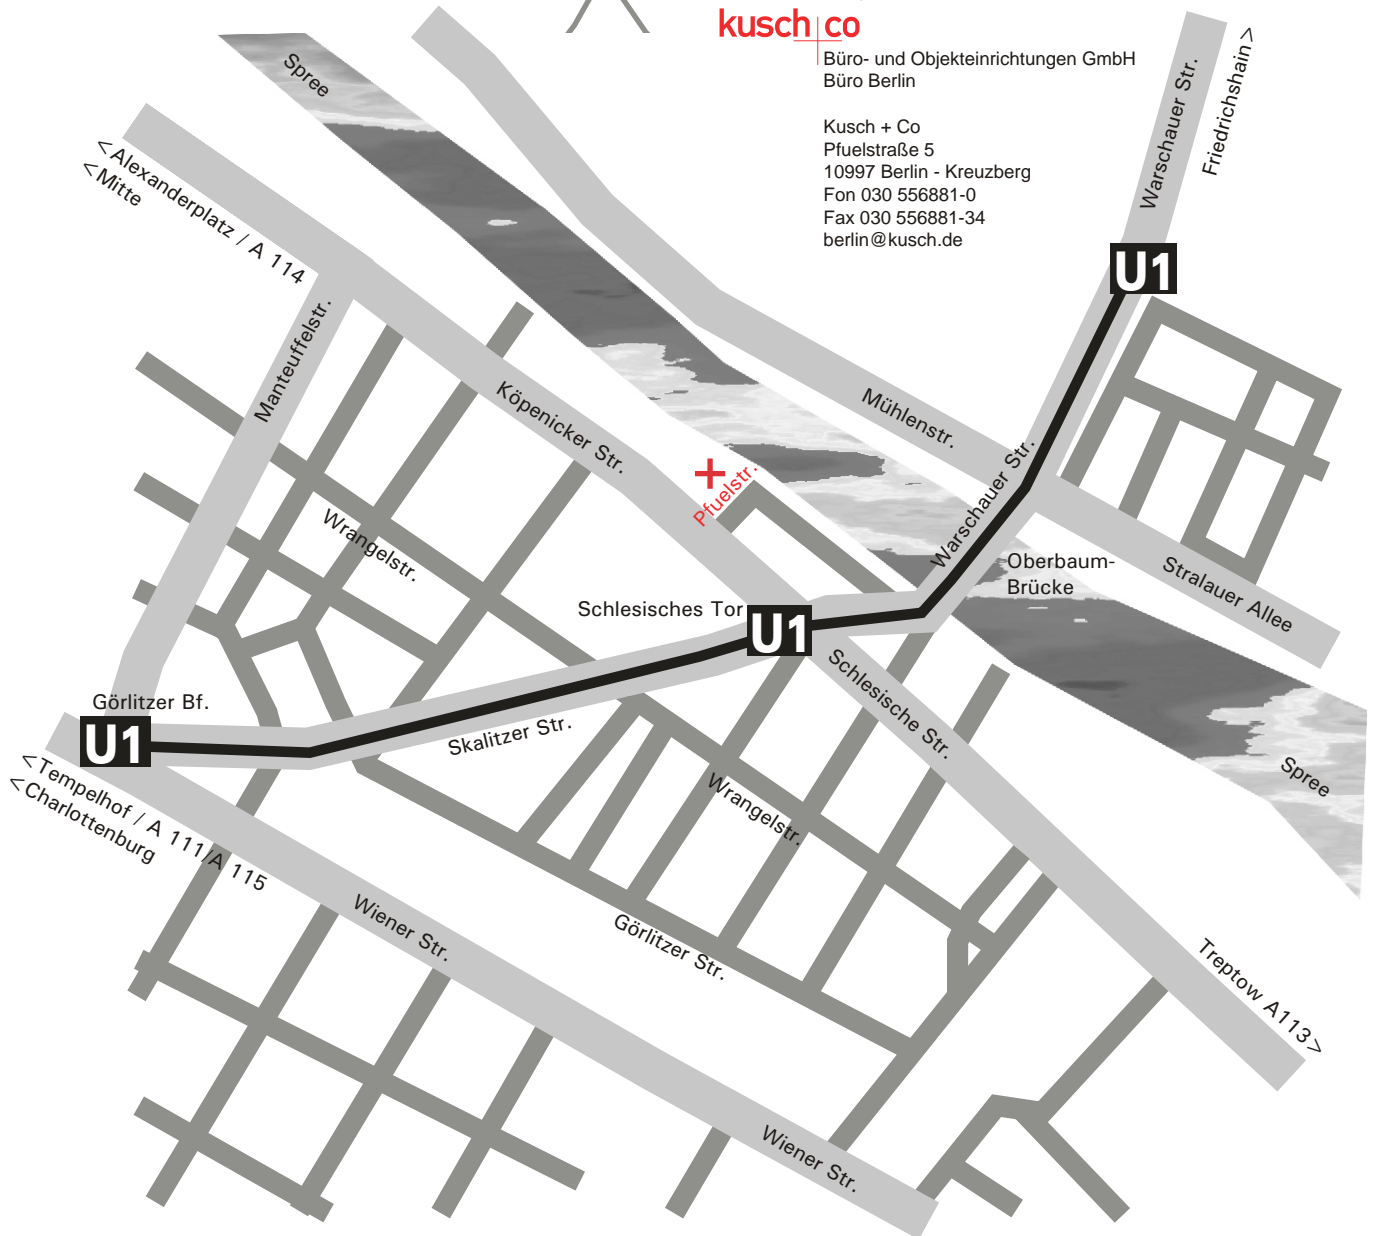 kusch+co
Büro- und Objekteinrichtungen GmbH
Büro Berlin
Kusch + Co
Pfuelstraße 5
10997 Berlin - Kreuzberg
Fon 030 556881-0
Fax 030 556881-34
berlin@kusch.de
Spree
Warschauer Str.
Friedrichshain >
< Alexanderplatz / A 114
< Mitte
U1
Manteuffelstr.
Köpenicker Str.
Mühlenstr.
Warschauer Str.
Pfuelstr.
Wrangelstr.
Oberbaum-
Brücke
Stralauer Allee
Schlesisches Tor
U1
Schlesische Str.
Görlitzer Bf.
U1
Skalitzer Str.
< Tempelhof / A 111/A 115
< Charlottenburg
Wrangelstr.
Spree
Wiener Str.
Görlitzer Str.
Treptow A113 >
Wiener Str.